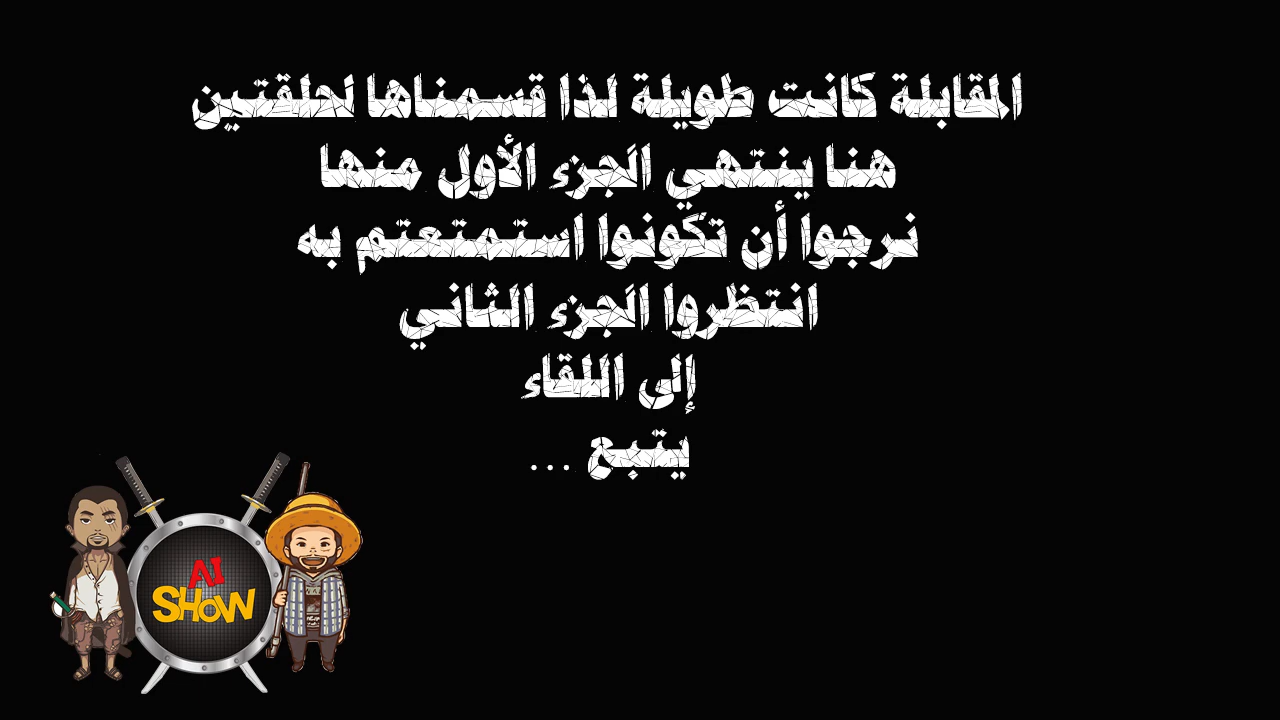 المقابلة كانت طويلة لذا قسمناها لحلقتين
هنا ينتهي الجزء الأول منها
نرجوا أن تكونوا استمتعتم به
انتظروا الجزء الثاني
إلى اللقاء
يتبع ...
AI
SHOW